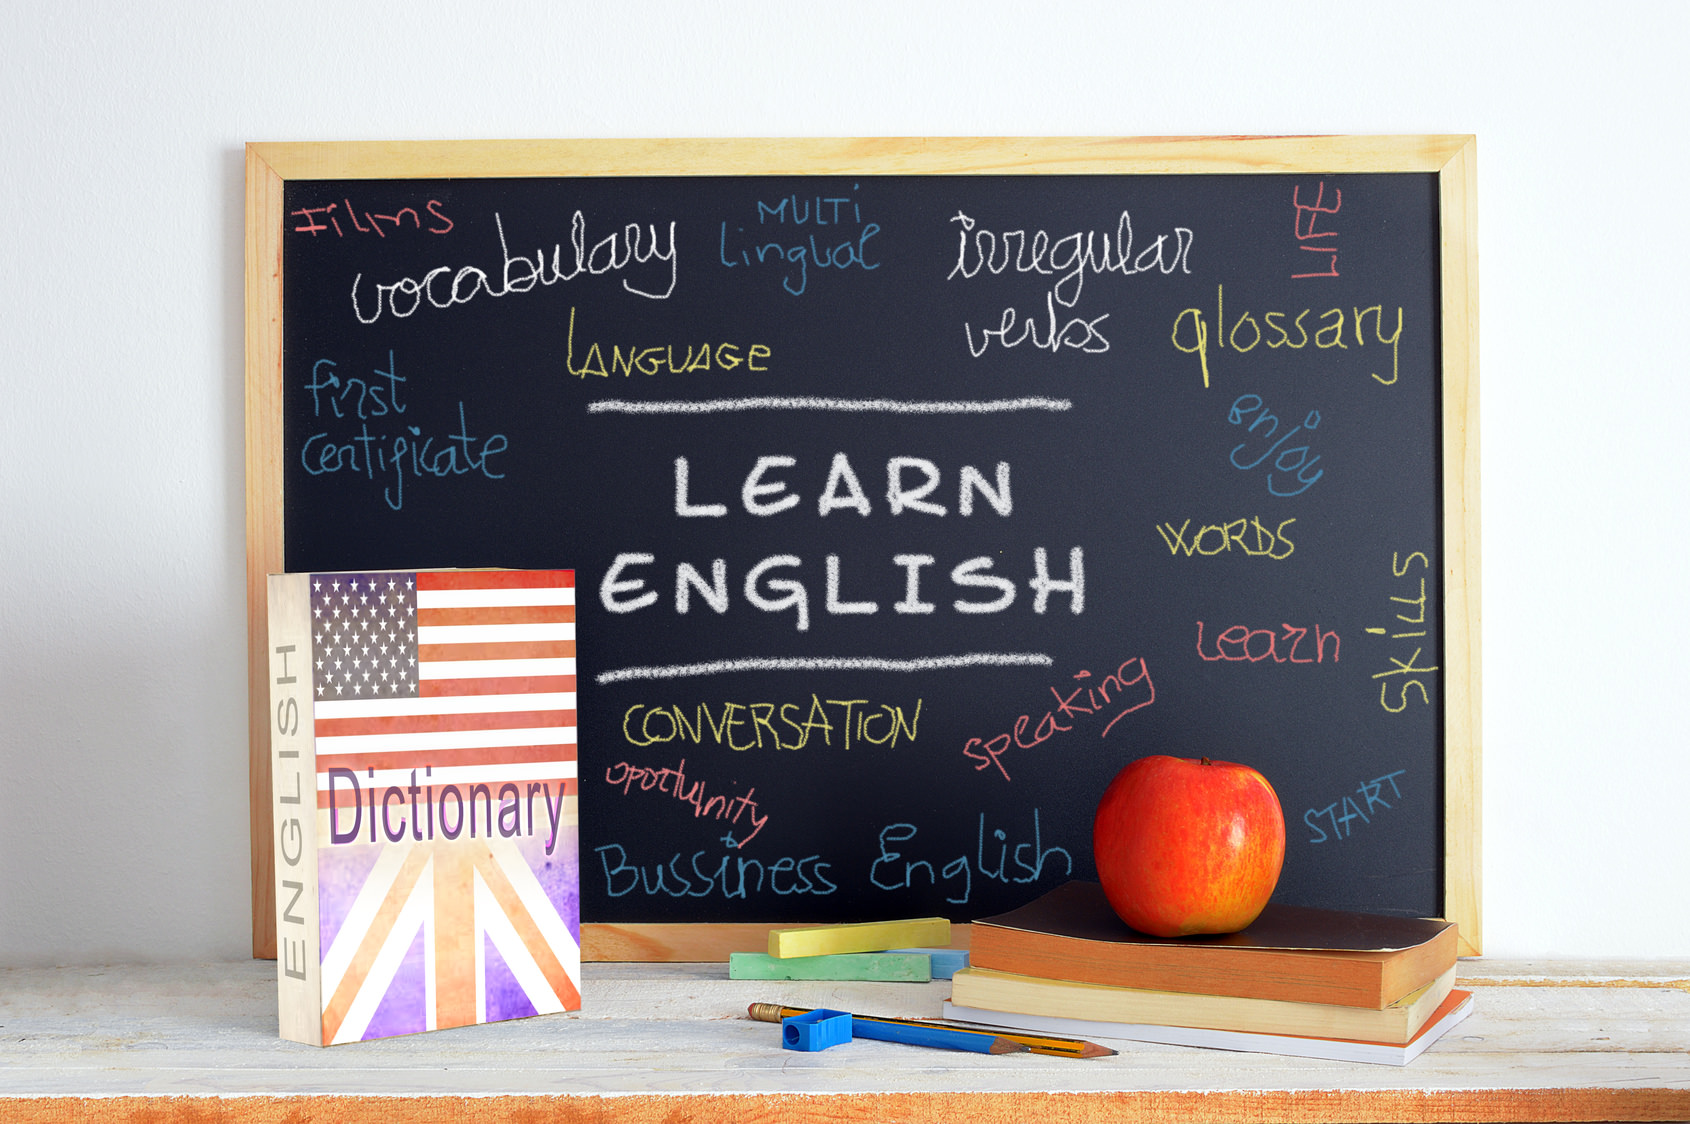 Films
vocabulary
MULTi
lingual
irregular
verbs
LIFE
glossary
LANGUAGe
first
certificate
enjoy
LEARN
ENGLISH
WORDS
skills
Learn
CONVERSATION
speaking
oportunity
Bussiness English
START
ENGLISH
Dictionary